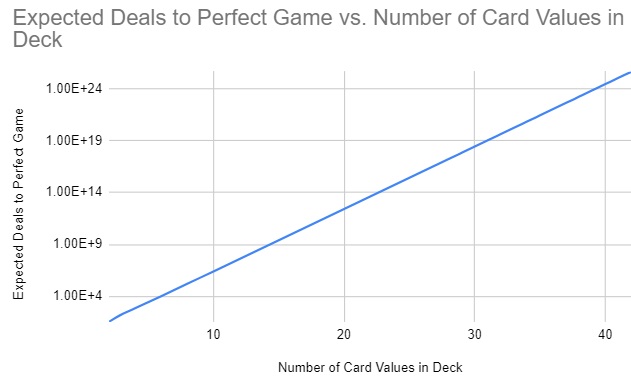 Expected Deals to Perfect Game vs. Number of Card Values in
Deck
Expected Deals to Perfect Game
1.00E+24
1.00E+19
1.00E+14
1.00E+9
1.00E+4
10
20
30
40
Number of Card Values in Deck